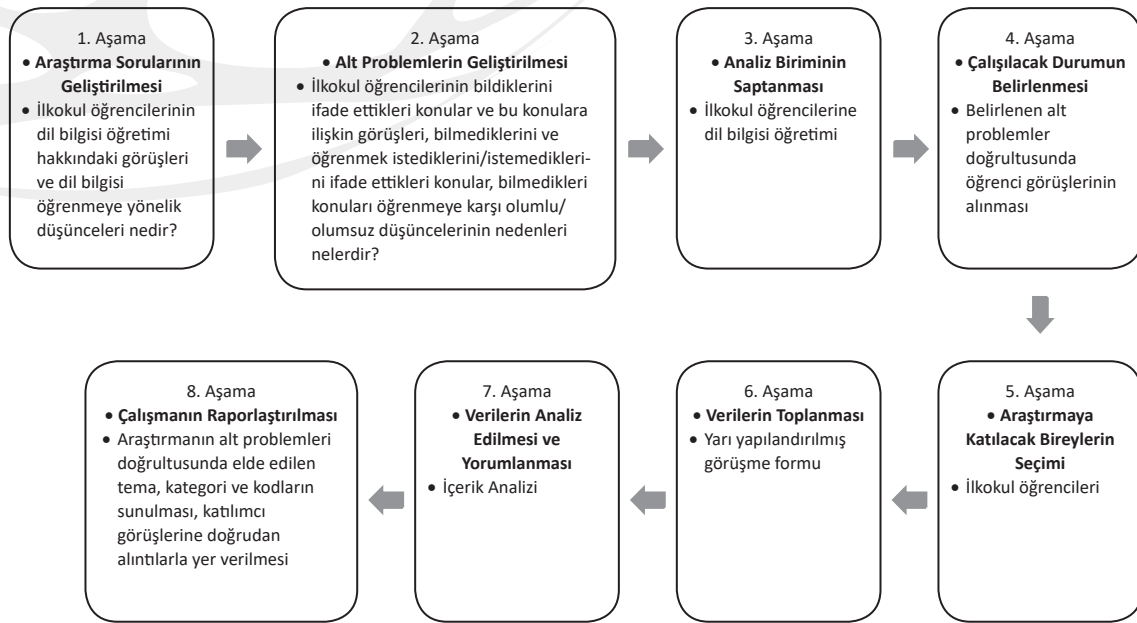 1. Aşama
• Araştırma Sorularının
Geliştirilmesi
• İlkokul öğrencilerinin
dil bilgisi öğretimi
hakkındaki görüşleri
ve dil bilgisi
öğrenmeye yönelik
düşünceleri nedir?
2. Aşama
• Alt Problemlerin Geliştirilmesi
• İlkokul öğrencilerinin bildiklerini
ifade ettikleri konular ve bu konulara
ilişkin görüşleri, bilmediklerini ve
öğrenmek istediklerini/istemedikleri-
ni ifade ettikleri konular, bilmedikleri
konuları öğrenmeye karşı olumlu/
olumsuz düşüncelerinin nedenleri
nelerdir?
3. Aşama
• Analiz Biriminin
Saptanması
• İlkokul öğrencilerine
dil bilgisi öğretimi
4. Aşama
• Çalışılacak Durumun
Belirlenmesi
• Belirlenen alt
problemler
doğrultusunda
öğrenci görüşlerinin
alınması
5. Aşama
• Araştırmaya
Katılacak Bireylerin
Seçimi
• İlkokul öğrencileri
6. Aşama
• Verilerin Toplanması
• Yarı yapılandırılmış
görüşme formu
7. Aşama
• Verilerin Analiz
Edilmesi ve
Yorumlanması
• İçerik Analizi
8. Aşama
• Çalışmanın Raporlaştırılması
• Araştırmanın alt problemleri
doğrultusunda elde edilen
tema, kategori ve kodların
sunulması, katılımcı
görüşlerine doğrudan
alıntılarla yer verilmesi